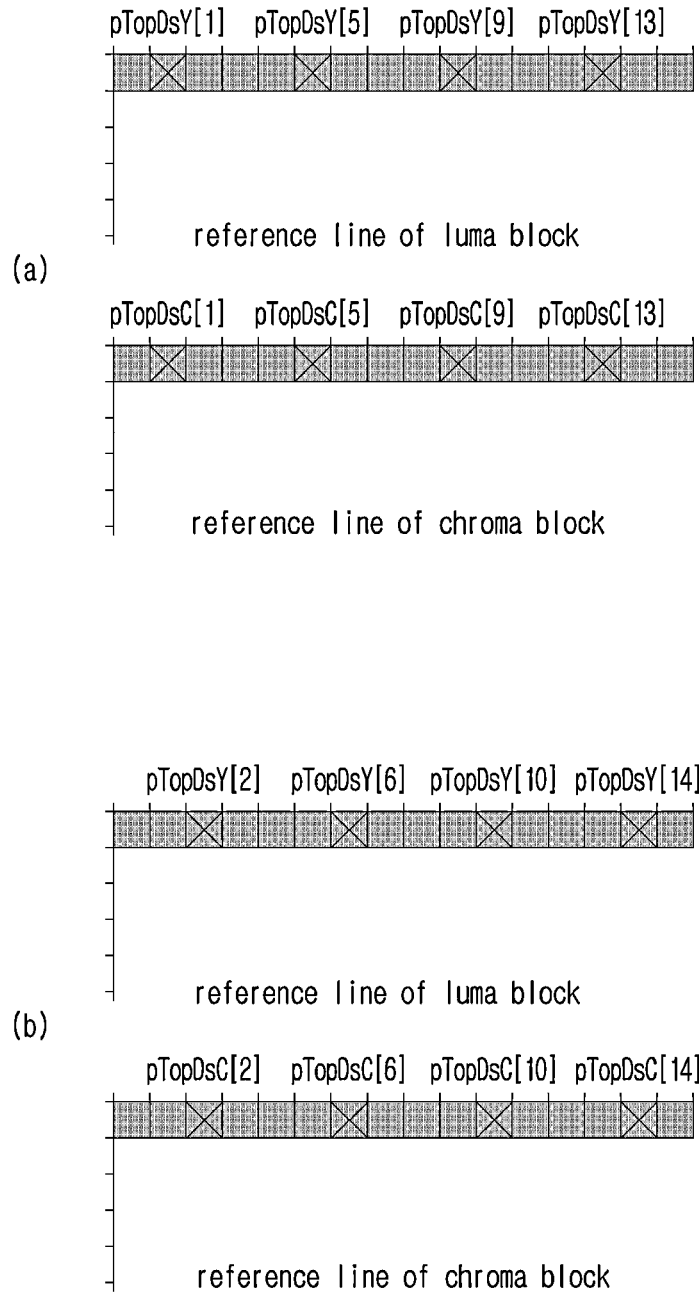 pTopDsY[1] pTopDsY[5] pTopDsY[9] pTopDsY[13]
reference line of luma block
(a)
pTopDsC[1] pTopDsC[5] pTopDsC[9] pTopDsC[13]
reference line of chroma block
pTopDsY[2] pTopDsY[6] pTopDsY[10] pTopDsY[14]
reference line of luma block
(b)
pTopDsC[2] pTopDsC[6] pTopDsC[10] pTopDsC[14]
reference line of chroma block